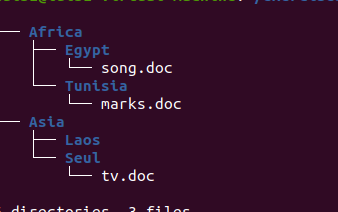 Africa
Egypt
song.doc
Tunisia
marks.doc
Asia
Laos
Seul
tv.doc
directories, 3 files